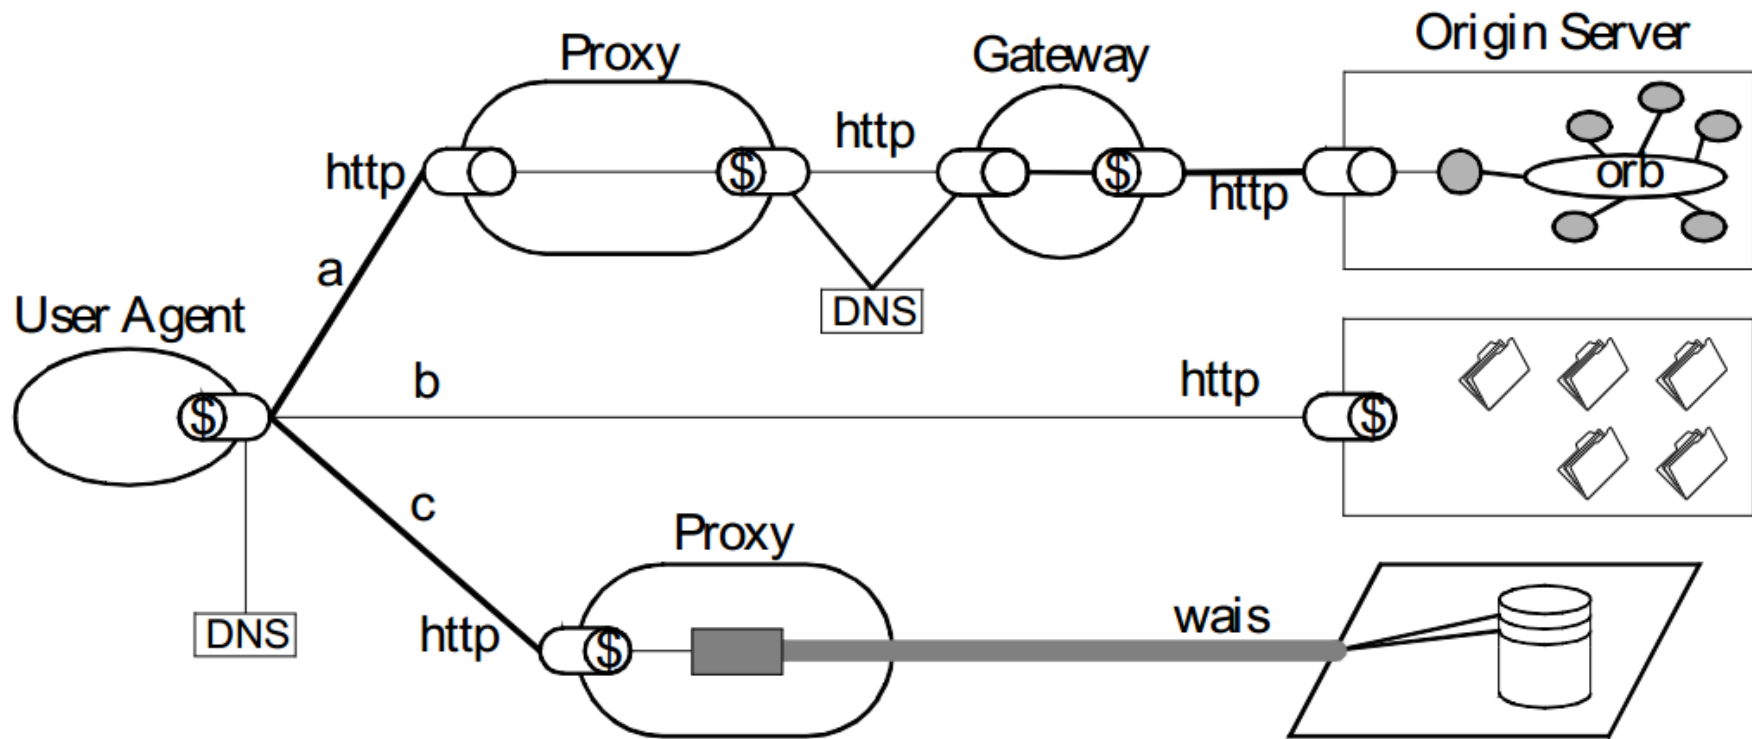 Proxy
Gateway
Origin Server
http
$
http
$
http
orb
a
DNS
User Agent
$
b
http
$
c
DNS
Proxy
http
$
wais